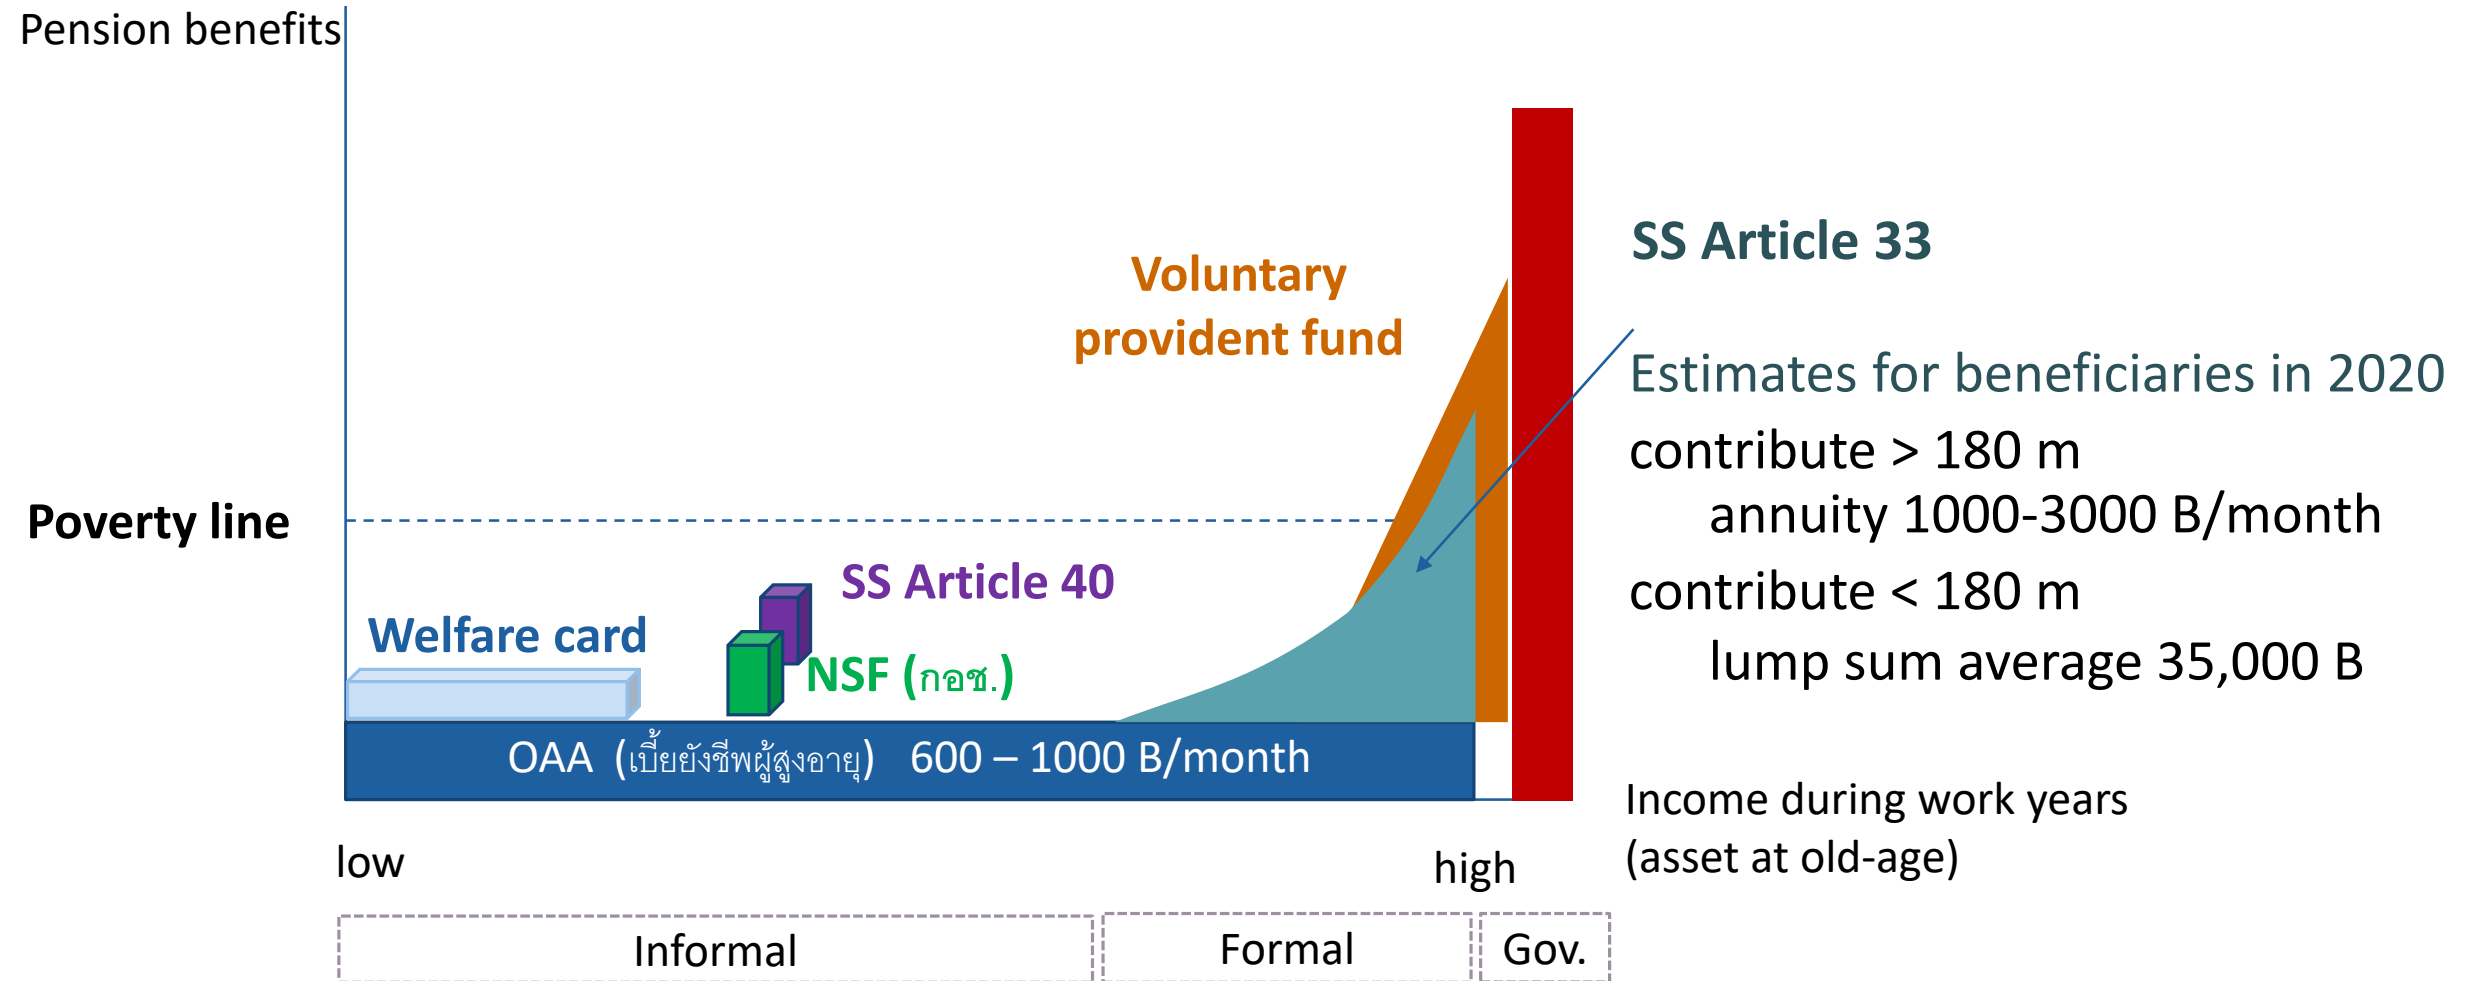 Pension benefits
Voluntary
provident fund
SS Article 33
Estimates for beneficiaries in 2020
contribute > 180 m
annuity 1000-3000 B/month
contribute < 180 m
lump sum average 35,000 B
Poverty line
SS Article 40
Welfare card
NSF (กอช.)
OAA (เบี้ยยังชีพผู้สูงอายุ) 600 – 1000 B/month
Income during work years
(asset at old-age)
low
high
Informal
Formal
Gov.